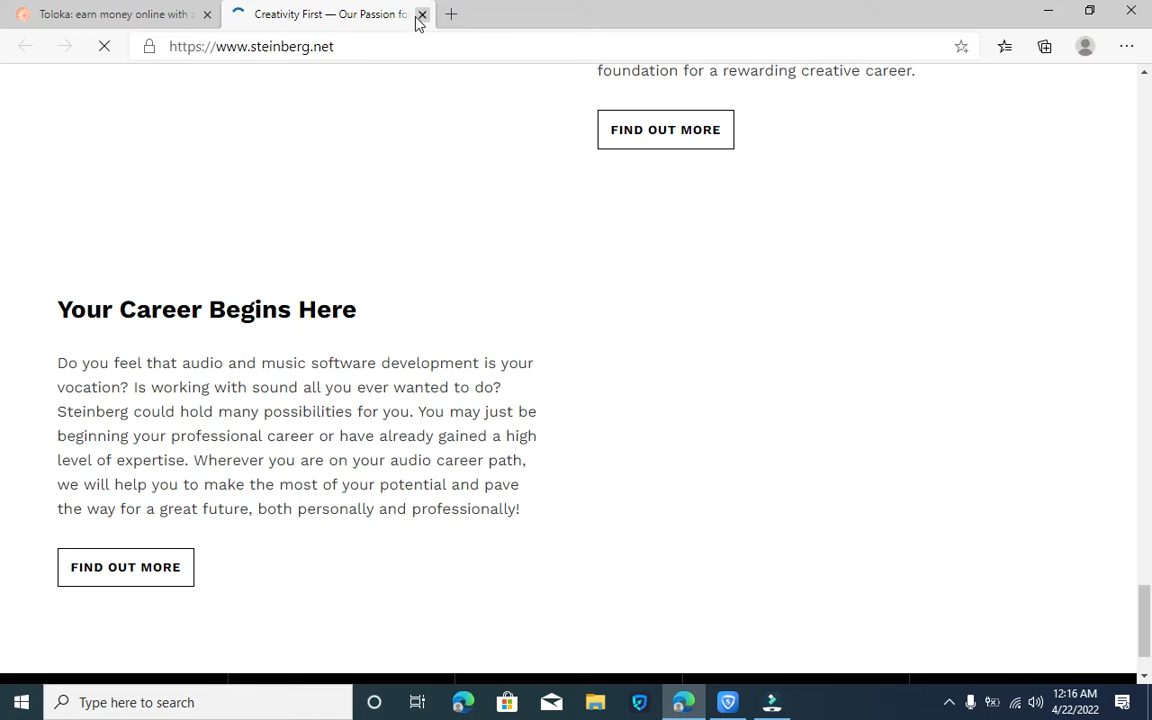 Toloka: earn money online with
Creativity First — Our Passion fo
https://www.steinberg.net
foundation for a rewarding creative career.
FIND OUT MORE
Your Career Begins Here
Do you feel that audio and music software development is your
vocation? Is working with sound all you ever wanted to do?
Steinberg could hold many possibilities for you. You may just be
beginning your professional career or have already gained a high
level of expertise. Wherever you are on your audio career path,
we will help you to make the most of your potential and pave
the way for a great future, both personally and professionally!
FIND OUT MORE
Type here to search
12:16 AM
4/22/2022